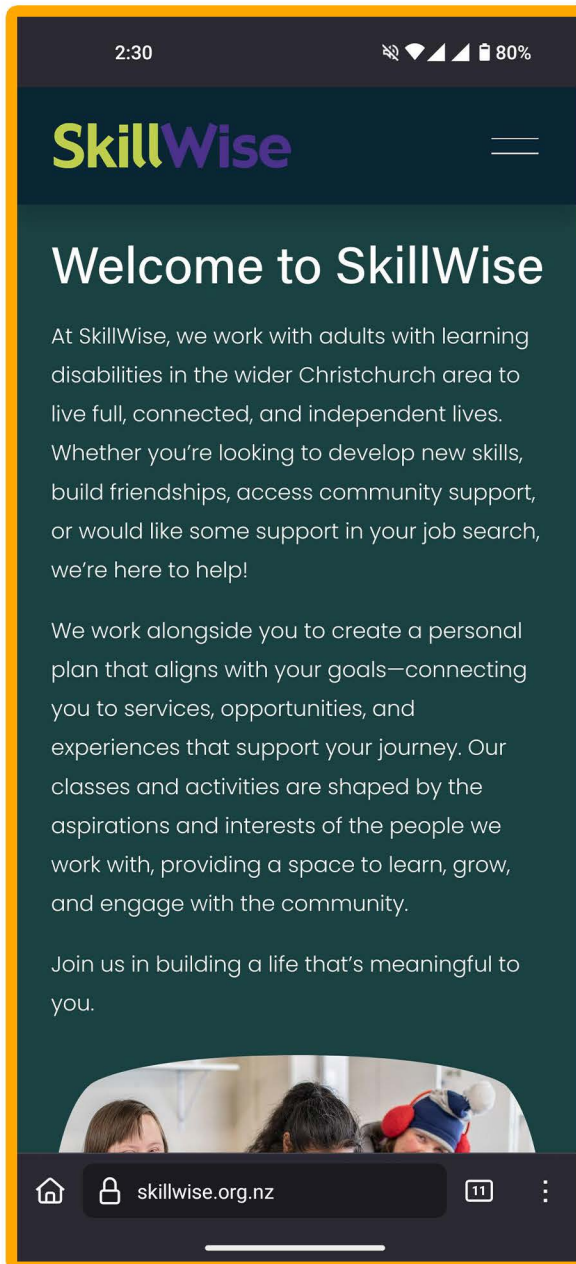 2:30 80%
SkillWise
Welcome to SkillWise
At SkillWise, we work with adults with learning
disabilities in the wider Christchurch area to
live full, connected, and independent lives.
Whether you’re looking to develop new skills,
build friendships, access community support,
or would like some support in your job search,
we’re here to help!
We work alongside you to create a personal
plan that aligns with your goals—connecting
you to services, opportunities, and
experiences that support your journey. Our
classes and activities are shaped by the
aspirations and interests of the people we
work with, providing a space to learn, grow,
and engage with the community.
Join us in building a life that’s meaningful to
you.
skillwise.org.nz 11